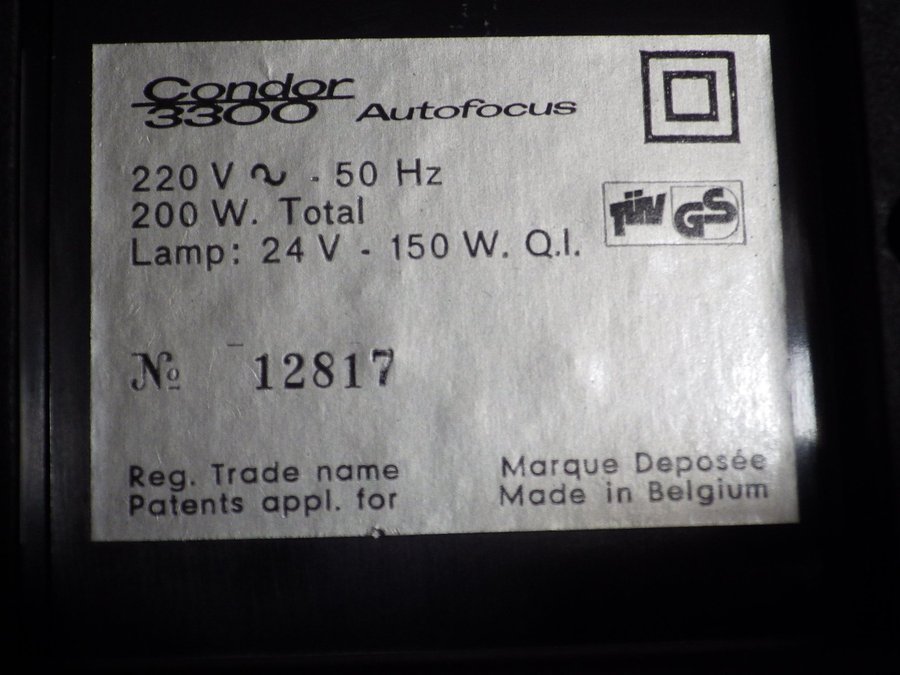 Condor
3300 Autofocus
220 V ~ - 50 Hz
200 W. Total
Lamp: 24 V - 150 W. Q.I.
TÜV GS
№ 12817
Reg. Trade name
Patents appl. for
Marque Deposée
Made in Belgium